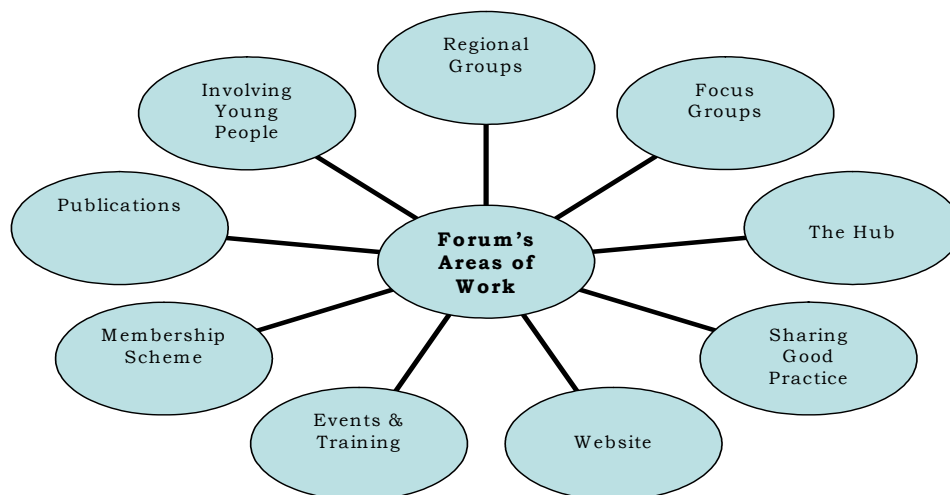 Regional
Groups
Involving
Young
People
Focus
Groups
Publications
The Hub
Forum’s
Areas of
Work
Membership
Scheme
Sharing
Good
Practice
Events &
Training
Website